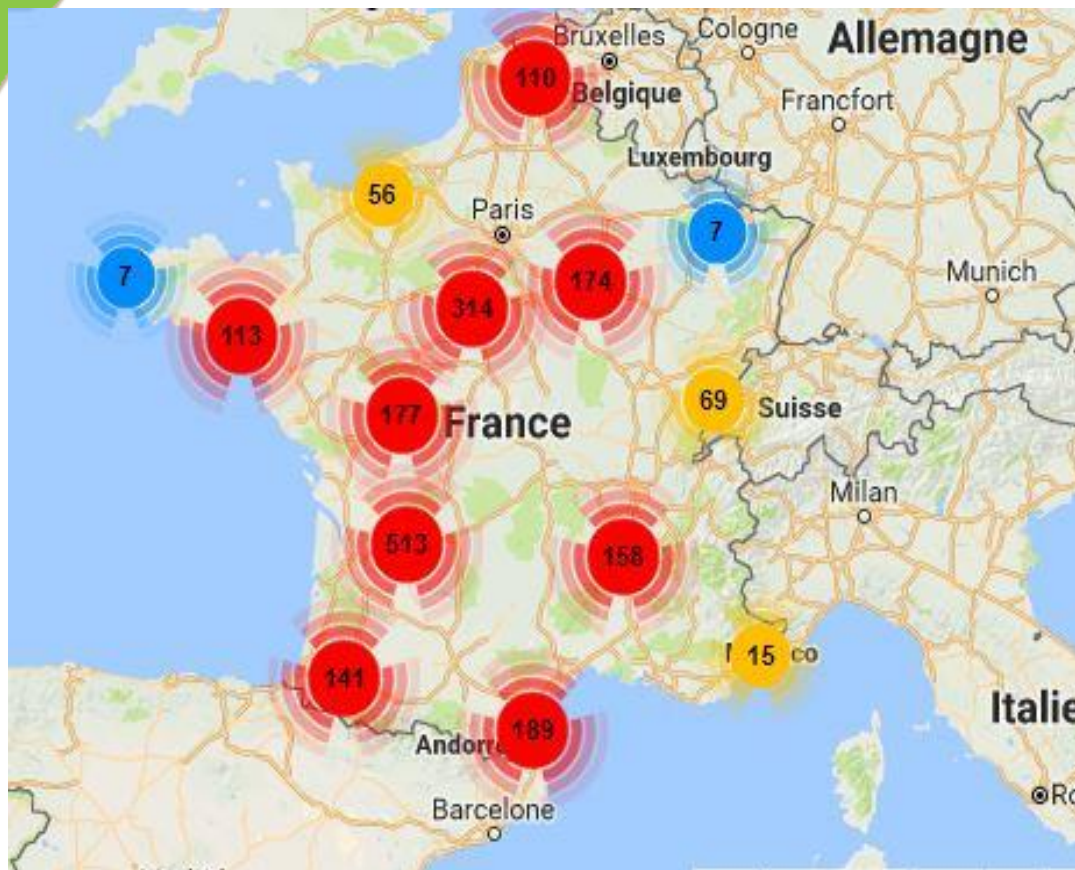 Bruxelles
Cologne
Allemagne
110
Belgique
Francfort
Luxembourg
56
Paris
7
7
174
Munich
314
113
69
Suisse
177
France
Milan
513
158
141
15
Italie
189
Barcelone